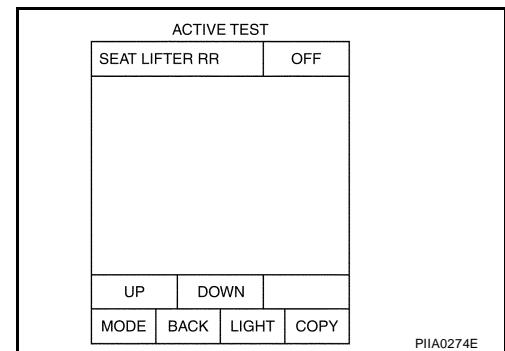 ACTIVE TEST
SEAT LIFTER RR OFF
UP DOWN
MODE BACK LIGHT COPY
PIIA0274E